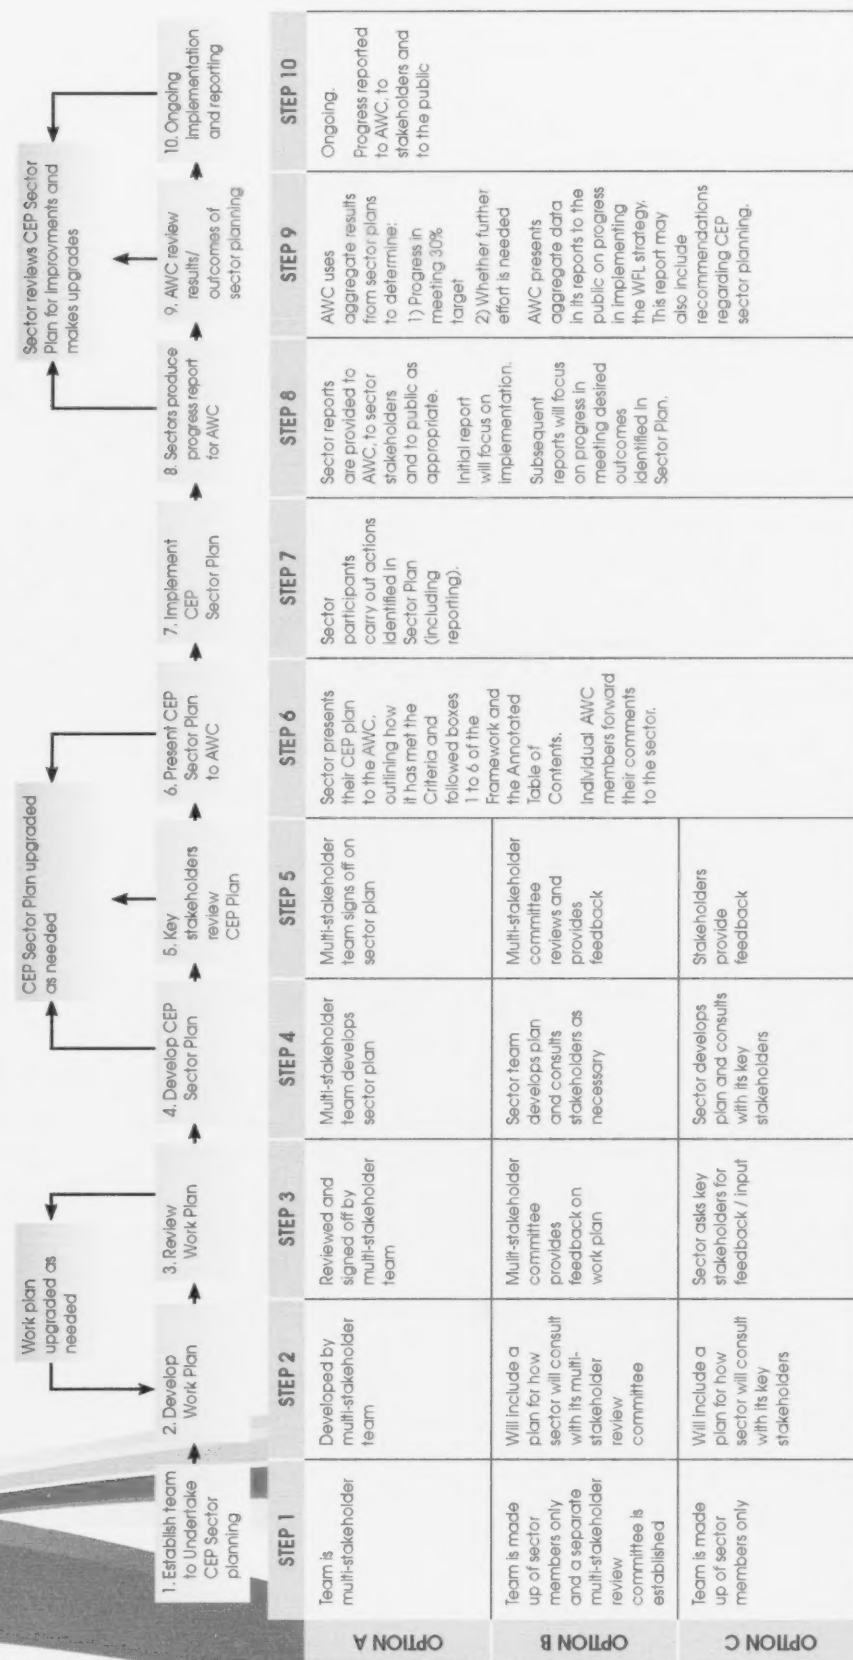 Work plan
upgraded as
needed
CEP Sector Plan upgraded
as needed
Sector reviews CEP Sector
Plan for Improvments and
makes upgrades
1. Establish team
to Undertake
CEP Sector
planning
2. Develop
Work Plan
3. Review
Work Plan
4. Develop CEP
Sector Plan
5. Key
stakeholders
review
CEP Plan
6. Present CEP
Sector Plan
to AWC
7. Implement
CEP
Sector Plan
8. Sectors produce
progress report
for AWC
9. AWC review
results/
outcomes of
sector planning
10. Ongoing
implementation
and reporting
STEP 1
STEP 2
STEP 3
STEP 4
STEP 5
STEP 6
STEP 7
STEP 8
STEP 9
STEP 10
OPTION A
Team is
multi-stakeholder
Developed by
multi-stakeholder
team
Reviewed and
signed off by
multi-stakeholder
team
Multi-stakeholder
team develops
sector plan
Multi-stakeholder
team signs off on
sector plan
Sector presents
their CEP plan
to the AWC,
outlining how
it has met the
Criteria and
followed boxes
1 to 6 of the
Framework and
the Annotated
Table of
Contents.
Individual AWC
members forward
their comments
to the sector.
Sector
participants
carry out actions
identified in
Sector Plan
(including
reporting).
Sector reports
are provided to
AWC, to sector
stakeholders
and to public as
appropriate.
Initial report
will focus on
implementation.
Subsequent
reports will focus
on progress in
meeting desired
outcomes
identified in
Sector Plan.
AWC uses
aggregate results
from sector plans
to determine:
1) Progress in
meeting 30%
target
2) Whether further
effort is needed
AWC presents
aggregate data
in its reports to the
public on progress
in implementing
the WFL strategy.
This report may
also include
recommendations
regarding CEP
sector planning.
Ongoing.
Progress reported
to AWC, to
stakeholders and
to the public
OPTION B
Team is made
up of sector
members only
and a separate
multi-stakeholder
review
committee is
established
Will include a
plan for how
sector will consult
with its multi-
stakeholder
review
committee
Mulit-stakeholder
committee
provides
feedback on
work plan
Sector team
develops plan
and consults
stakeholders as
necessary
Multi-stakeholder
committee
reviews and
provides
feedback
OPTION C
Team is made
up of sector
members only
Will include a
plan for how
sector will consult
with its key
stakeholders
Sector asks key
stakeholders for
feedback / input
Sector develops
plan and consults
with its key
stakeholders
Stakeholders
provide
feedback